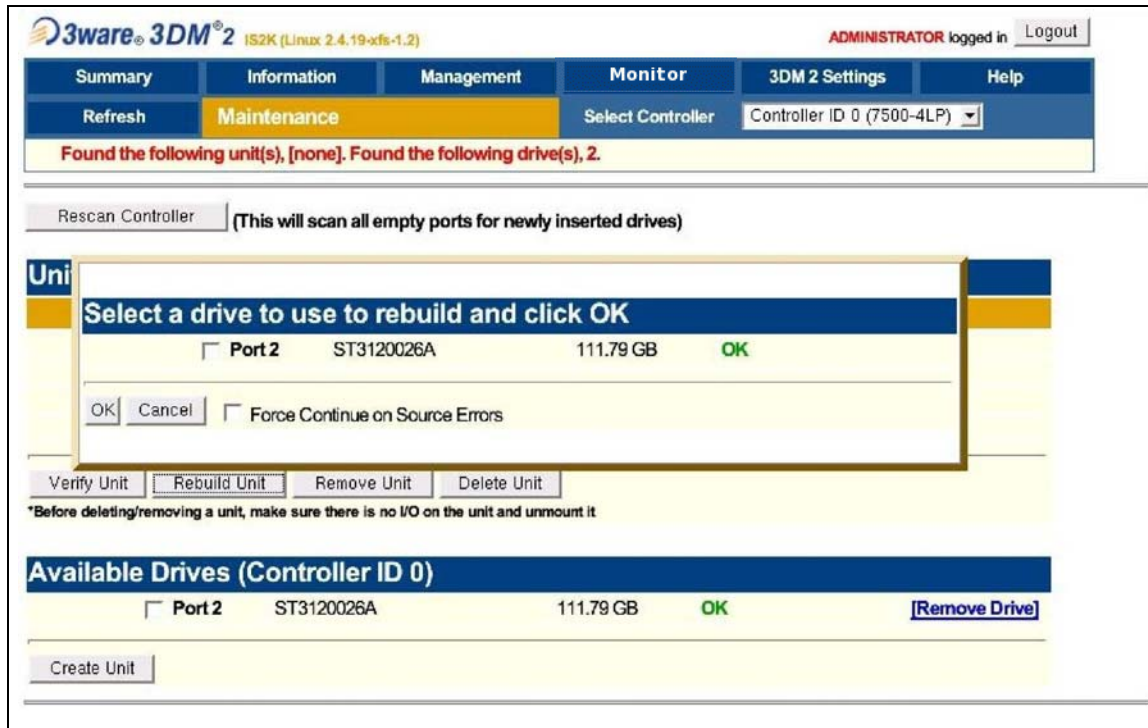 3ware® 3DM®2 IS2K (Linux 2.4.19-xfs-1.2) ADMINISTRATOR logged in Logout
Summary Information Management Monitor 3DM 2 Settings Help
Refresh Maintenance Select Controller Controller ID 0 (7500-4LP)
Found the following unit(s), [none]. Found the following drive(s), 2.
Rescan Controller (This will scan all empty ports for newly inserted drives)
Uni
Select a drive to use to rebuild and click OK
Port 2 ST3120026A 111.79 GB OK
OK Cancel Force Continue on Source Errors
Verify Unit Rebuild Unit Remove Unit Delete Unit
*Before deleting/removing a unit, make sure there is no I/O on the unit and unmount it
Available Drives (Controller ID 0)
Port 2 ST3120026A 111.79 GB OK [Remove Drive]
Create Unit